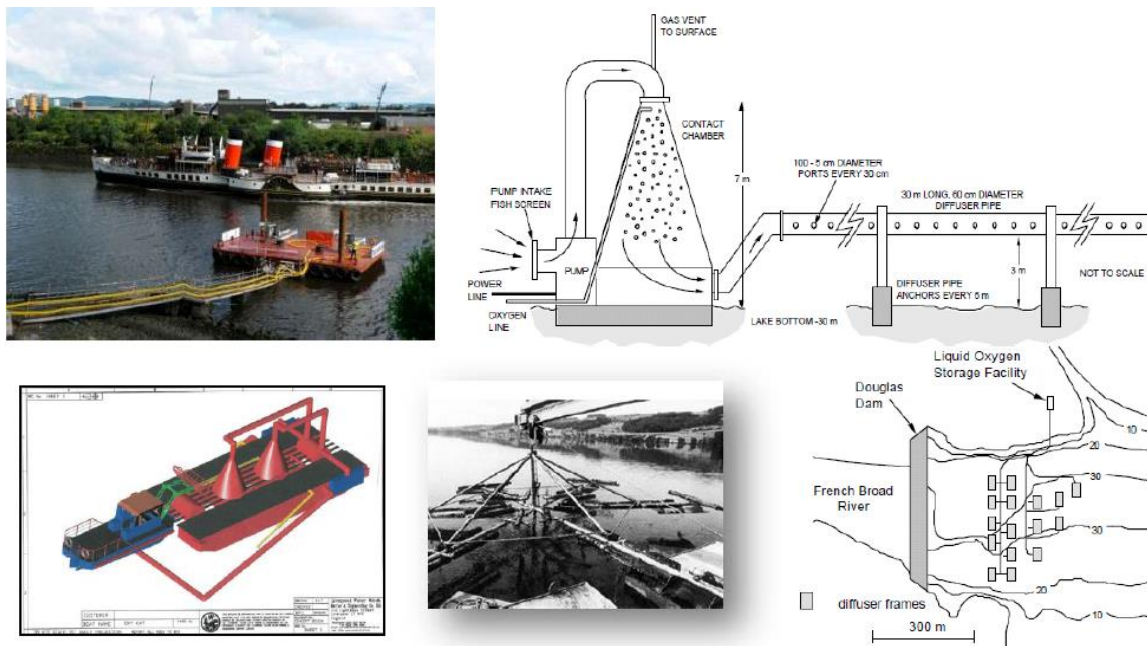 GAS VENT
TO SURFACE
CONTACT
CHAMBER
7 m
100 - 5 cm DIAMETER
PORTS EVERY 30 cm
30 m LONG, 60 cm DIAMETER
DIFFUSER PIPE
PUMP INTAKE
FISH SCREEN
PUMP
POWER
LINE
OXYGEN
LINE
3 m
NOT TO SCALE
DIFFUSER PIPE
ANCHORS EVERY 6 m
LAKE BOTTOM -30 m
Liquid Oxygen
Storage Facility
Douglas
Dam
10
20
30
French Broad
River
30
20
10
diffuser frames
300 m
CUSTOMER
BOAT NAME